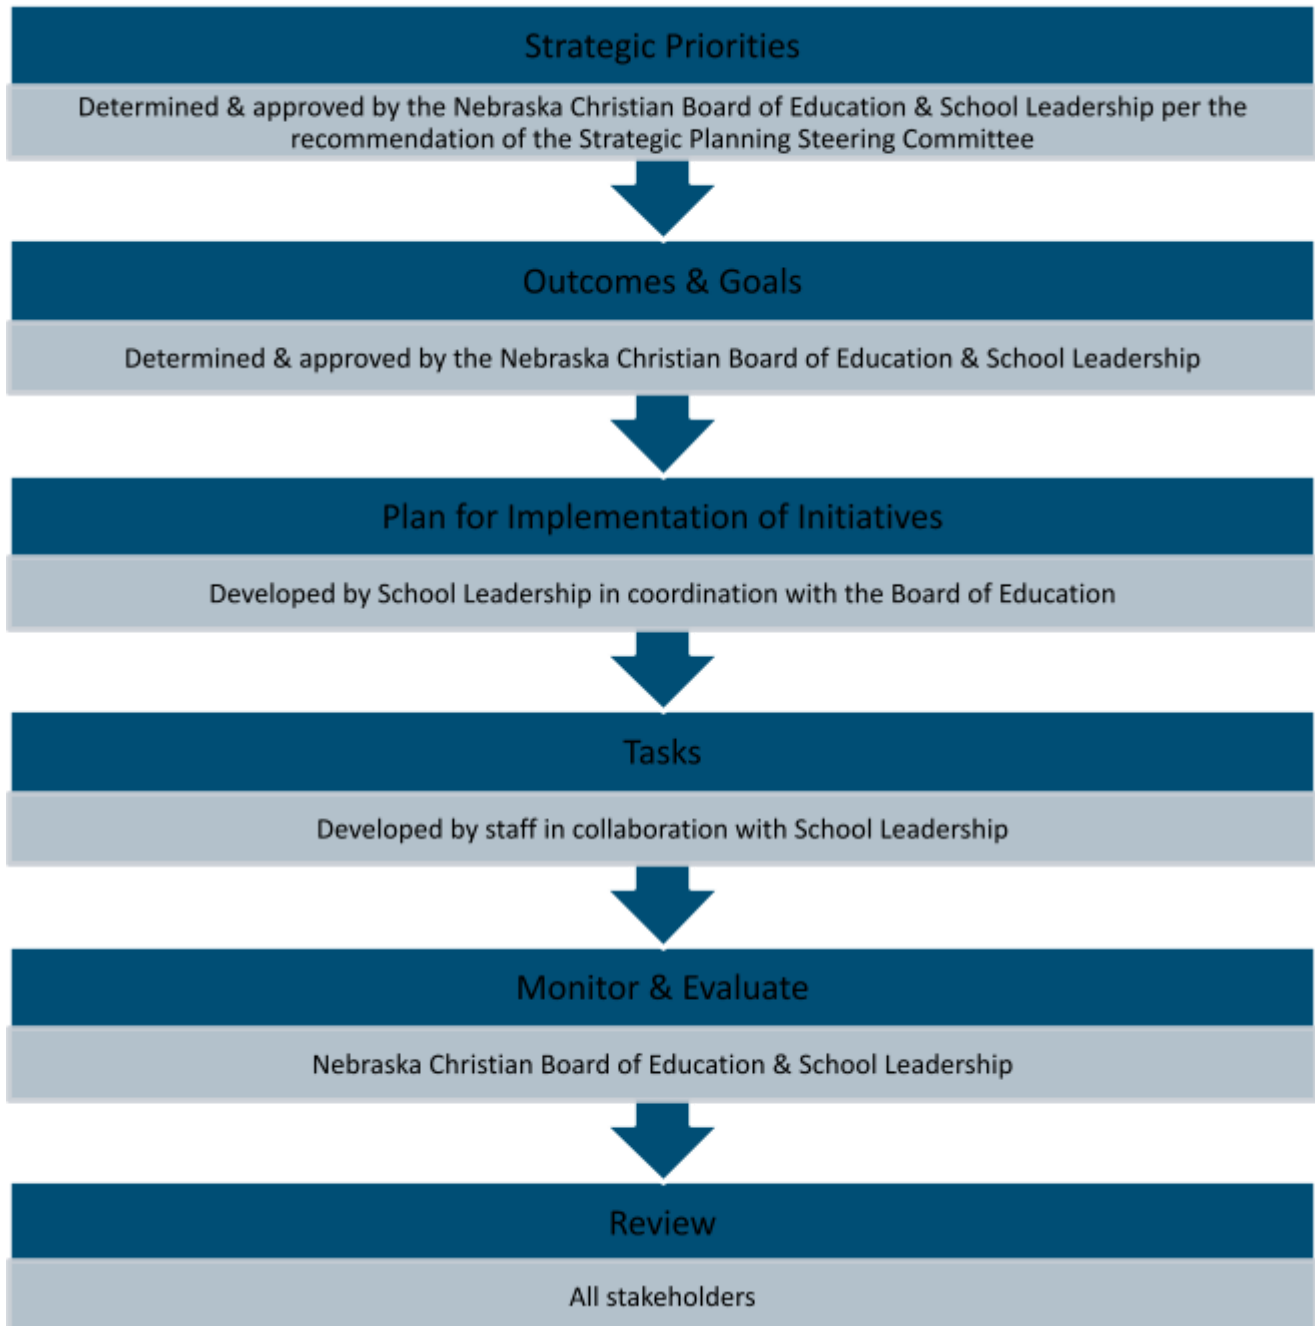 Strategic Priorities
Determined & approved by the Nebraska Christian Board of Education & School Leadership per the
recommendation of the Strategic Planning Steering Committee
Outcomes & Goals
Determined & approved by the Nebraska Christian Board of Education & School Leadership
Plan for Implementation of Initiatives
Developed by School Leadership in coordination with the Board of Education
Tasks
Developed by staff in collaboration with School Leadership
Monitor & Evaluate
Nebraska Christian Board of Education & School Leadership
Review
All stakeholders